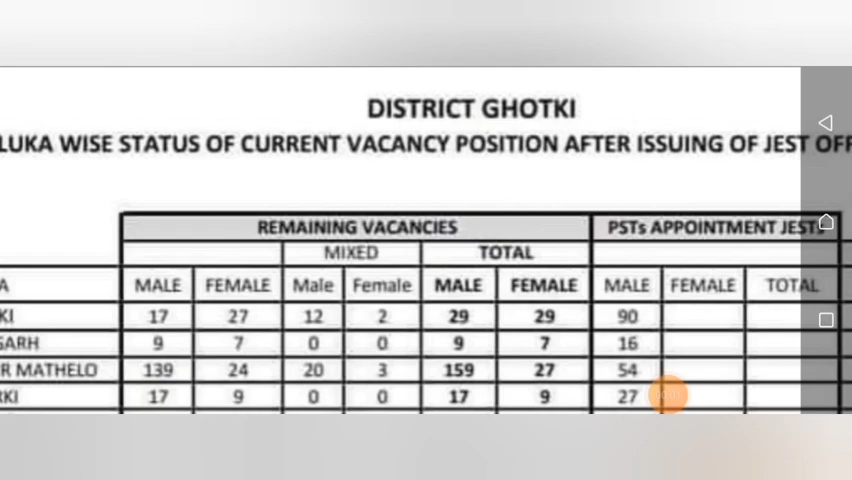 DISTRICT GHOTKI
LUKA WISE STATUS OF CURRENT VACANCY POSITION AFTER ISSUING OF JEST OFF
REMAINING VACANCIES PSTs APPOINTMENT JESTs
MIXED TOTAL
A MALE FEMALE Male Female MALE FEMALE MALE FEMALE TOTAL
KI 17 27 12 2 29 29 90
GARH 9 7 0 0 9 7 16
R MATHELO 139 24 20 3 159 27 54
RKI 17 9 0 0 17 9 27